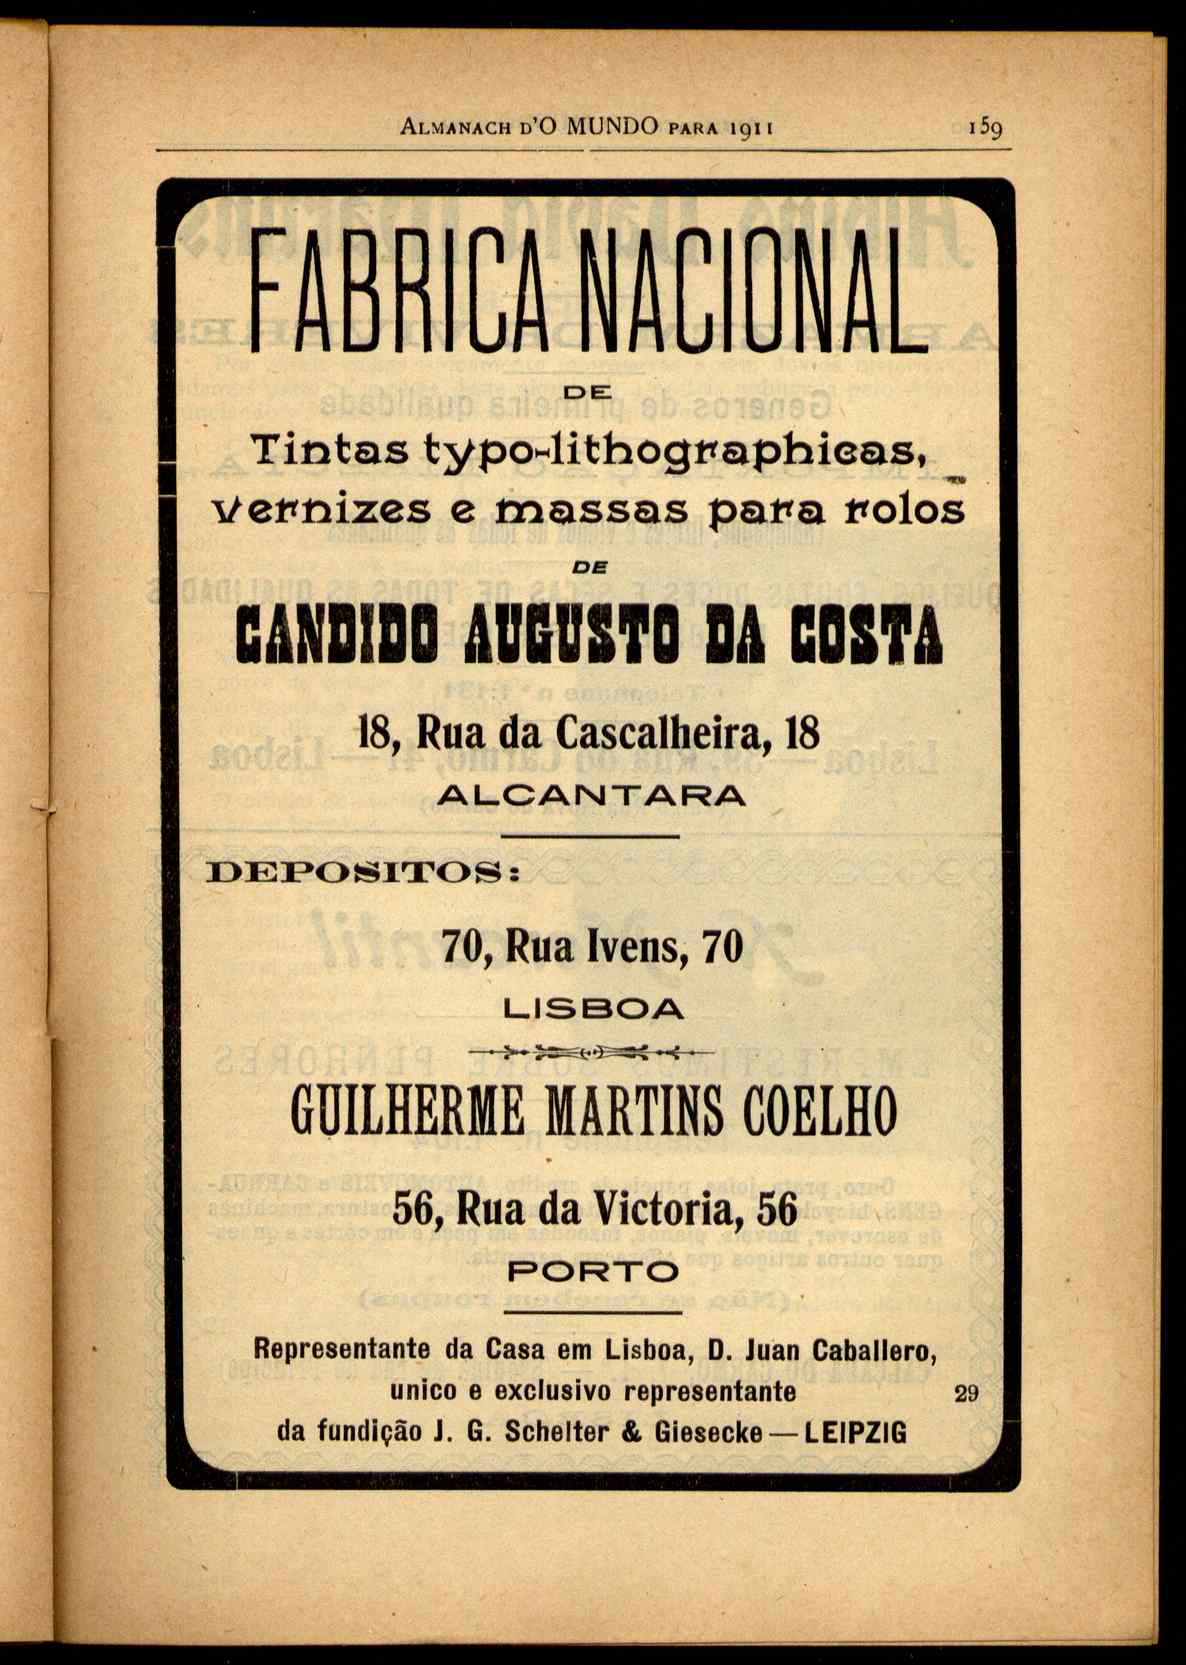 ALMANACH D'O MUNDO PARA 1911 159
FABRICA NACIONAL
DE
Tintas typo-lithographicas,
vernizes e massas para rolos
DE
CANDIDO AUGUSTO DA COSTA
18, Rua da Cascalheira, 18
ALCANTARA
DEPOSITOS:
70, Rua Ivens, 70
LISBOA
GUILHERME MARTINS COELHO
56, Rua da Victoria, 56
PORTO
Representante da Casa em Lisboa, D. Juan Caballero,
unico e exclusivo representante 29
da fundição J. G. Schelter & Giesecke — LEIPZIG